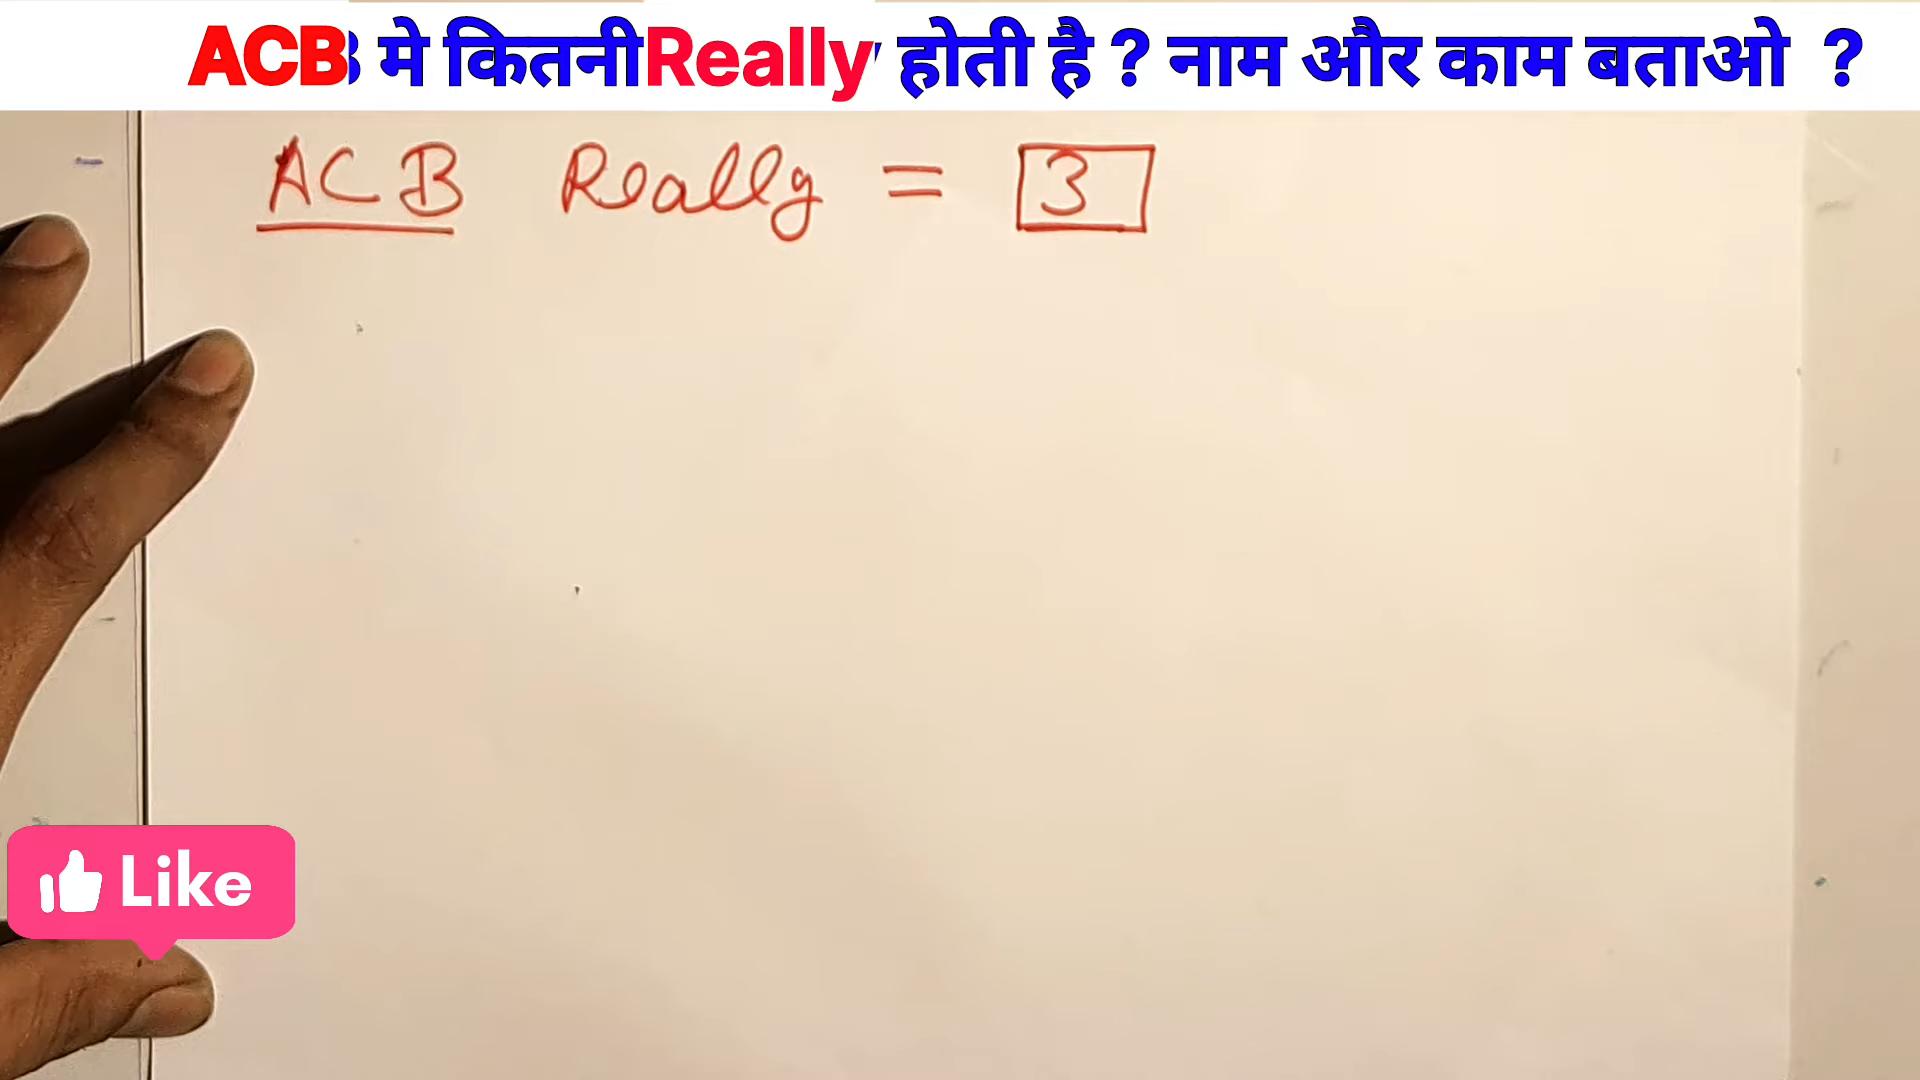 ACB मे कितनी Really होती है ? नाम और काम बताओ ?
ACB Really = 3
Like